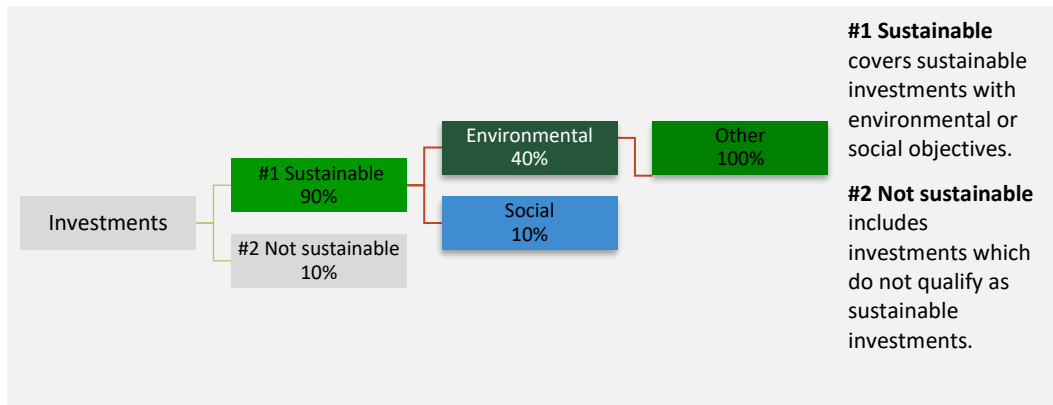 Investments
#1 Sustainable
90%
#2 Not sustainable
10%
Environmental
40%
Social
10%
Other
100%
#1 Sustainable
covers sustainable
investments with
environmental or
social objectives.
#2 Not sustainable
includes
investments which
do not qualify as
sustainable
investments.